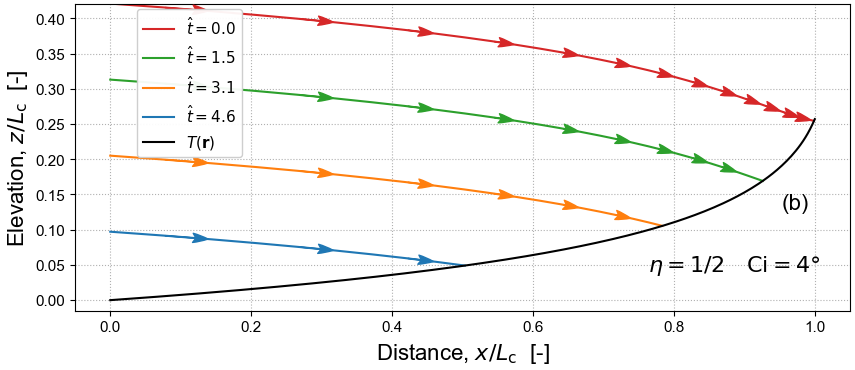 0.40
0.35
0.30
0.25
0.20
0.15
0.10
0.05
0.00
Elevation, z/L_c [-]
t̂ = 0.0
t̂ = 1.5
t̂ = 3.1
t̂ = 4.6
T(r)
(b)
η = 1/2 Ci = 4°
0.0 0.2 0.4 0.6 0.8 1.0
Distance, x/L_c [-]